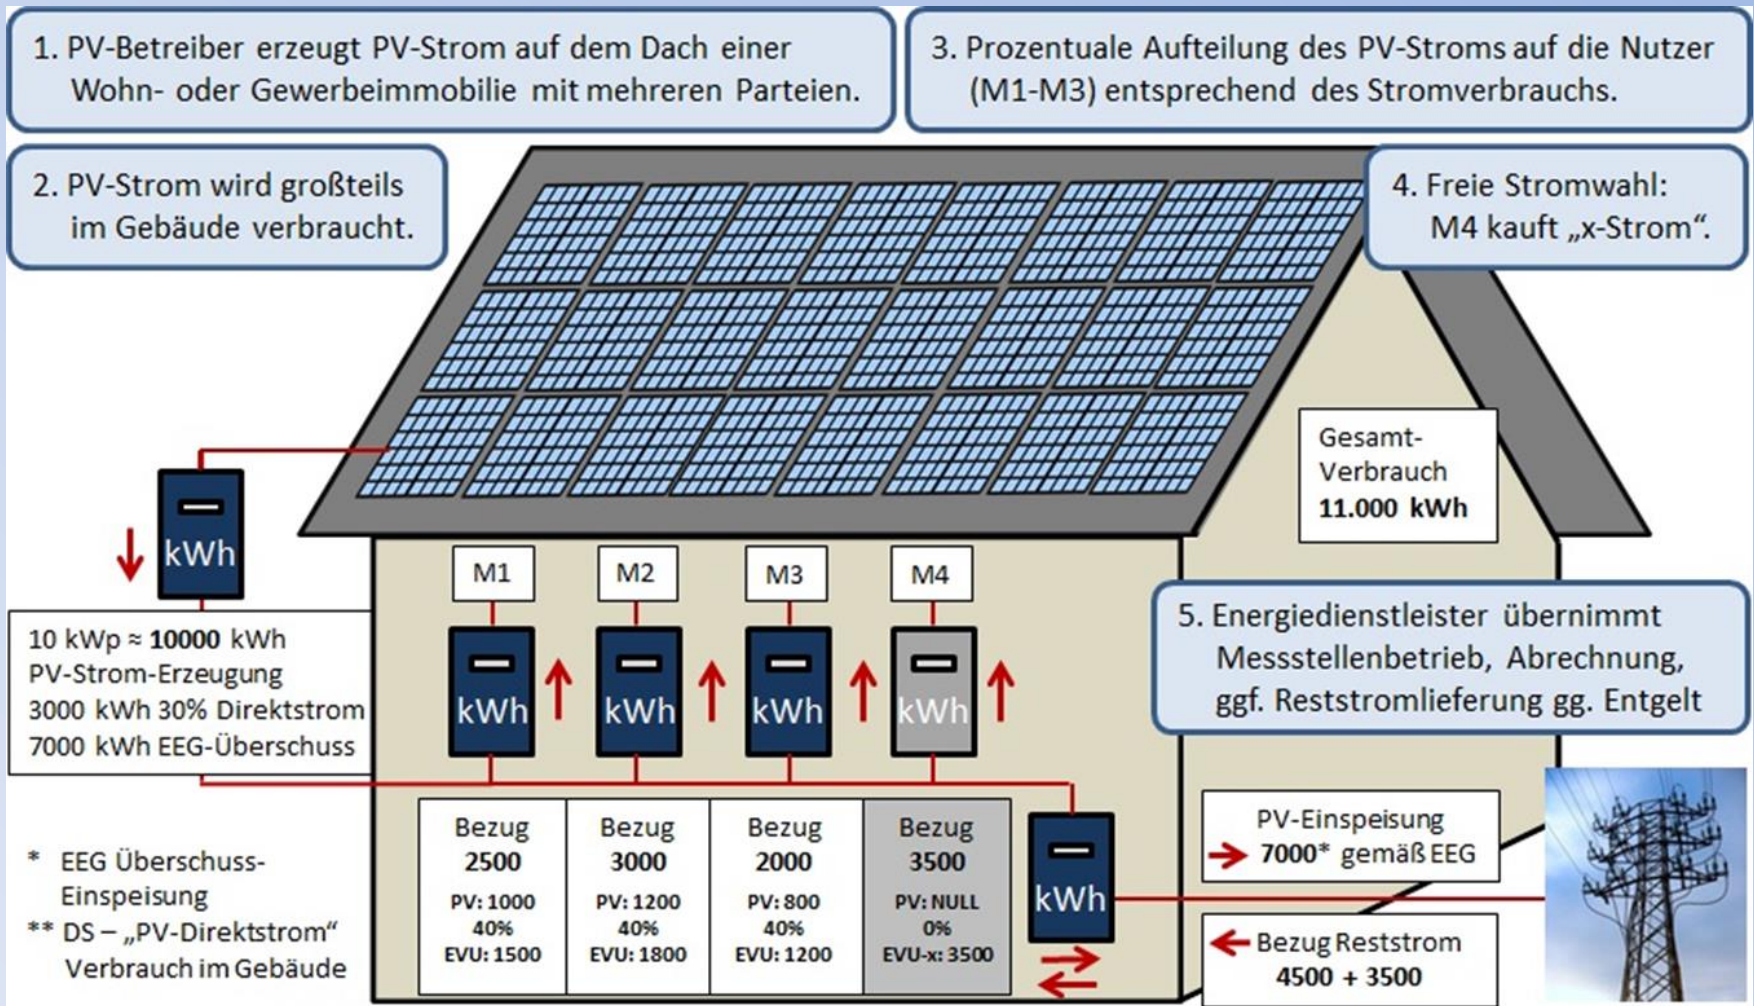 1. PV-Betreiber erzeugt PV-Strom auf dem Dach einer
Wohn- oder Gewerbeimmobilie mit mehreren Parteien.
3. Prozentuale Aufteilung des PV-Stroms auf die Nutzer
(M1-M3) entsprechend des Stromverbrauchs.
2. PV-Strom wird großteils
im Gebäude verbraucht.
4. Freie Stromwahl:
M4 kauft „x-Strom“.
Gesamt-
Verbrauch
11.000 kWh
kWh
10 kWp ≈ 10000 kWh
PV-Strom-Erzeugung
3000 kWh 30% Direktstrom
7000 kWh EEG-Überschuss
M1
M2
M3
M4
kWh
kWh
kWh
kWh
5. Energiedienstleister übernimmt
Messstellenbetrieb, Abrechnung,
ggf. Reststromlieferung gg. Entgelt
Bezug
2500
PV: 1000
40%
EVU: 1500
Bezug
3000
PV: 1200
40%
EVU: 1800
Bezug
2000
PV: 800
40%
EVU: 1200
Bezug
3500
PV: NULL
0%
EVU-x: 3500
kWh
PV-Einspeisung
7000* gemäß EEG
Bezug Reststrom
4500 + 3500
* EEG Überschuss-
Einspeisung
** DS – „PV-Direktstrom“
Verbrauch im Gebäude